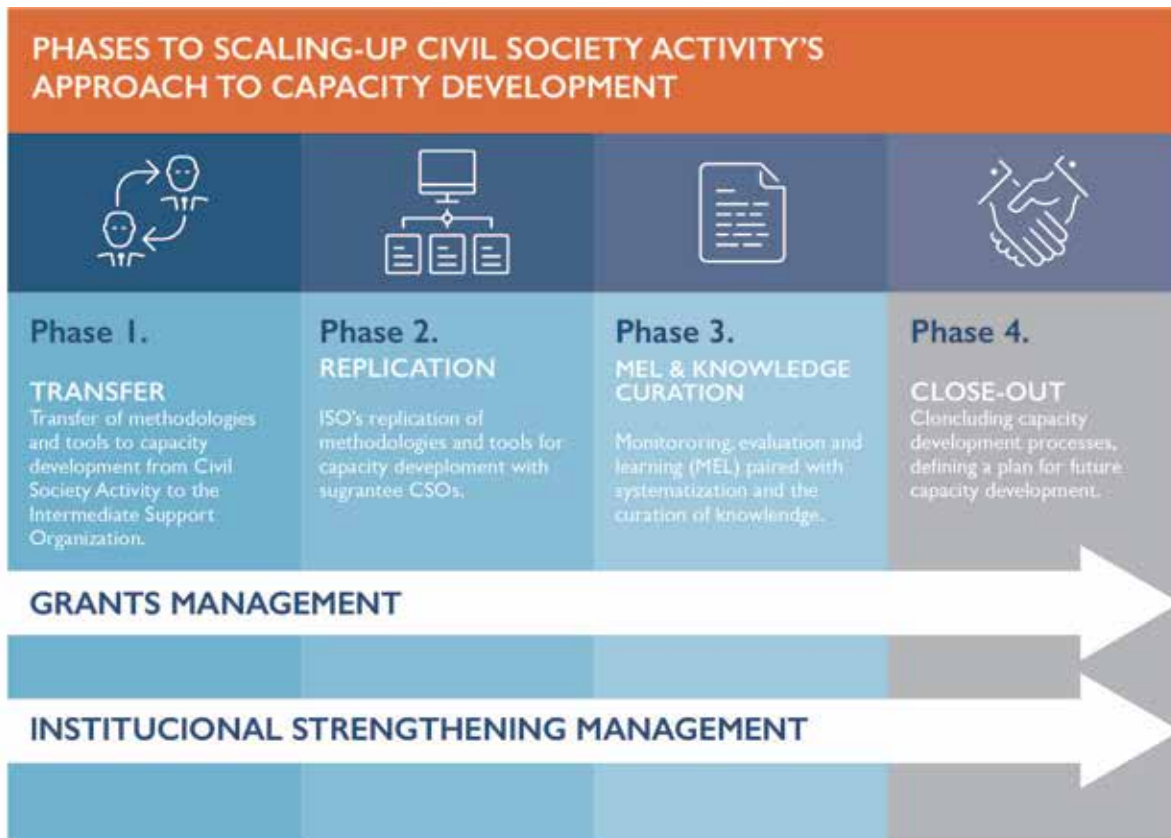 PHASES TO SCALING-UP CIVIL SOCIETY ACTIVITY'S
APPROACH TO CAPACITY DEVELOPMENT
Phase 1.
TRANSFER
Transfer of methodologies
and tools to capacity
development from Civil
Society Activity to the
Intermediate Support
Organization.
Phase 2.
REPLICATION
ISO's replication of
methodologies and tools for
capacity deveploment with
sugrantee CSOs.
Phase 3.
MEL & KNOWLEDGE
CURATION
Monitororing, evaluation and
learning (MEL) paired with
systematization and the
curation of knowlendge.
Phase 4.
CLOSE-OUT
Cloncluding capacity
development processes,
defining a plan for future
capacity development.
GRANTS MANAGEMENT
INSTITUCIONAL STRENGTHENING MANAGEMENT